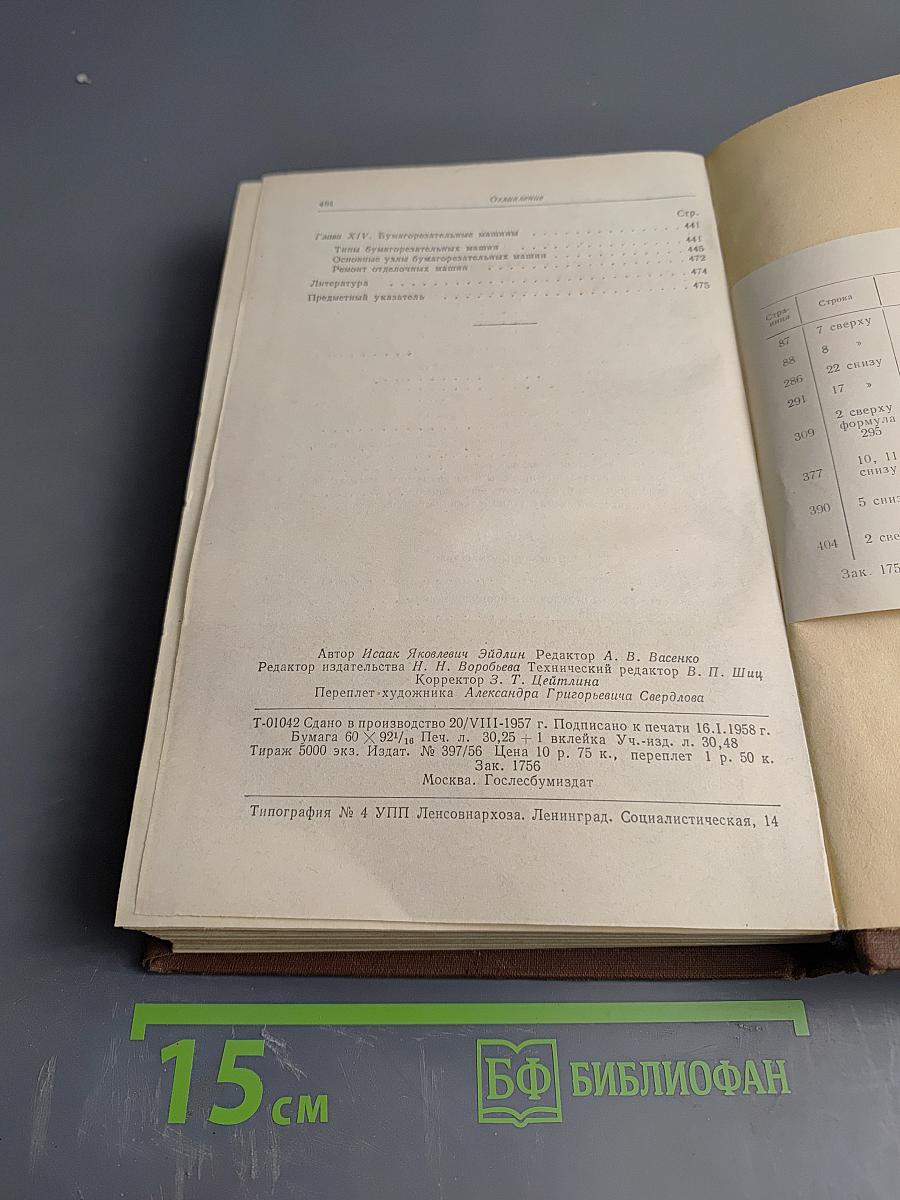 484 Оглавление
Стр.
Глава XIV. Бумагорезательные машины . . . . . . . . . . 441
Типы бумагорезательных машин . . . . . . . . . . 441
Основные узлы бумагорезательных машин . . . . . . . . 445
Ремонт отделочных машин . . . . . . . . . . 472
Литература . . . . . . . . . . 474
Предметный указатель . . . . . . . . . . 475
Автор Исаак Яковлевич Эйдлин Редактор А. В. Васенко
Редактор издательства Н. Н. Воробьева Технический редактор В. П. Шиц
Корректор З. Т. Цейтлина
Переплет художника Александра Григорьевича Свердлова
Т-01042 Сдано в производство 20/VIII-1957 г. Подписано к печати 16.I.1958 г.
Бумага 60 × 92¹/₁₆ Печ. л. 30,25 + 1 вклейка Уч.-изд. л. 30,48
Тираж 5000 экз. Издат. № 397/56 Цена 10 р. 75 к., переплет 1 р. 50 к.
Зак. 1756
Москва. Гослесбумиздат
Типография № 4 УПП Ленсовнархоза. Ленинград. Социалистическая, 14
Стра-
ница Строка
87 7 сверху
88 8 »
286 22 снизу
291 17 »
309 2 сверху
формула
295
377 10, 11
снизу
390 5
404 2
Зак.
15 см
БФ БИБЛИОФАН